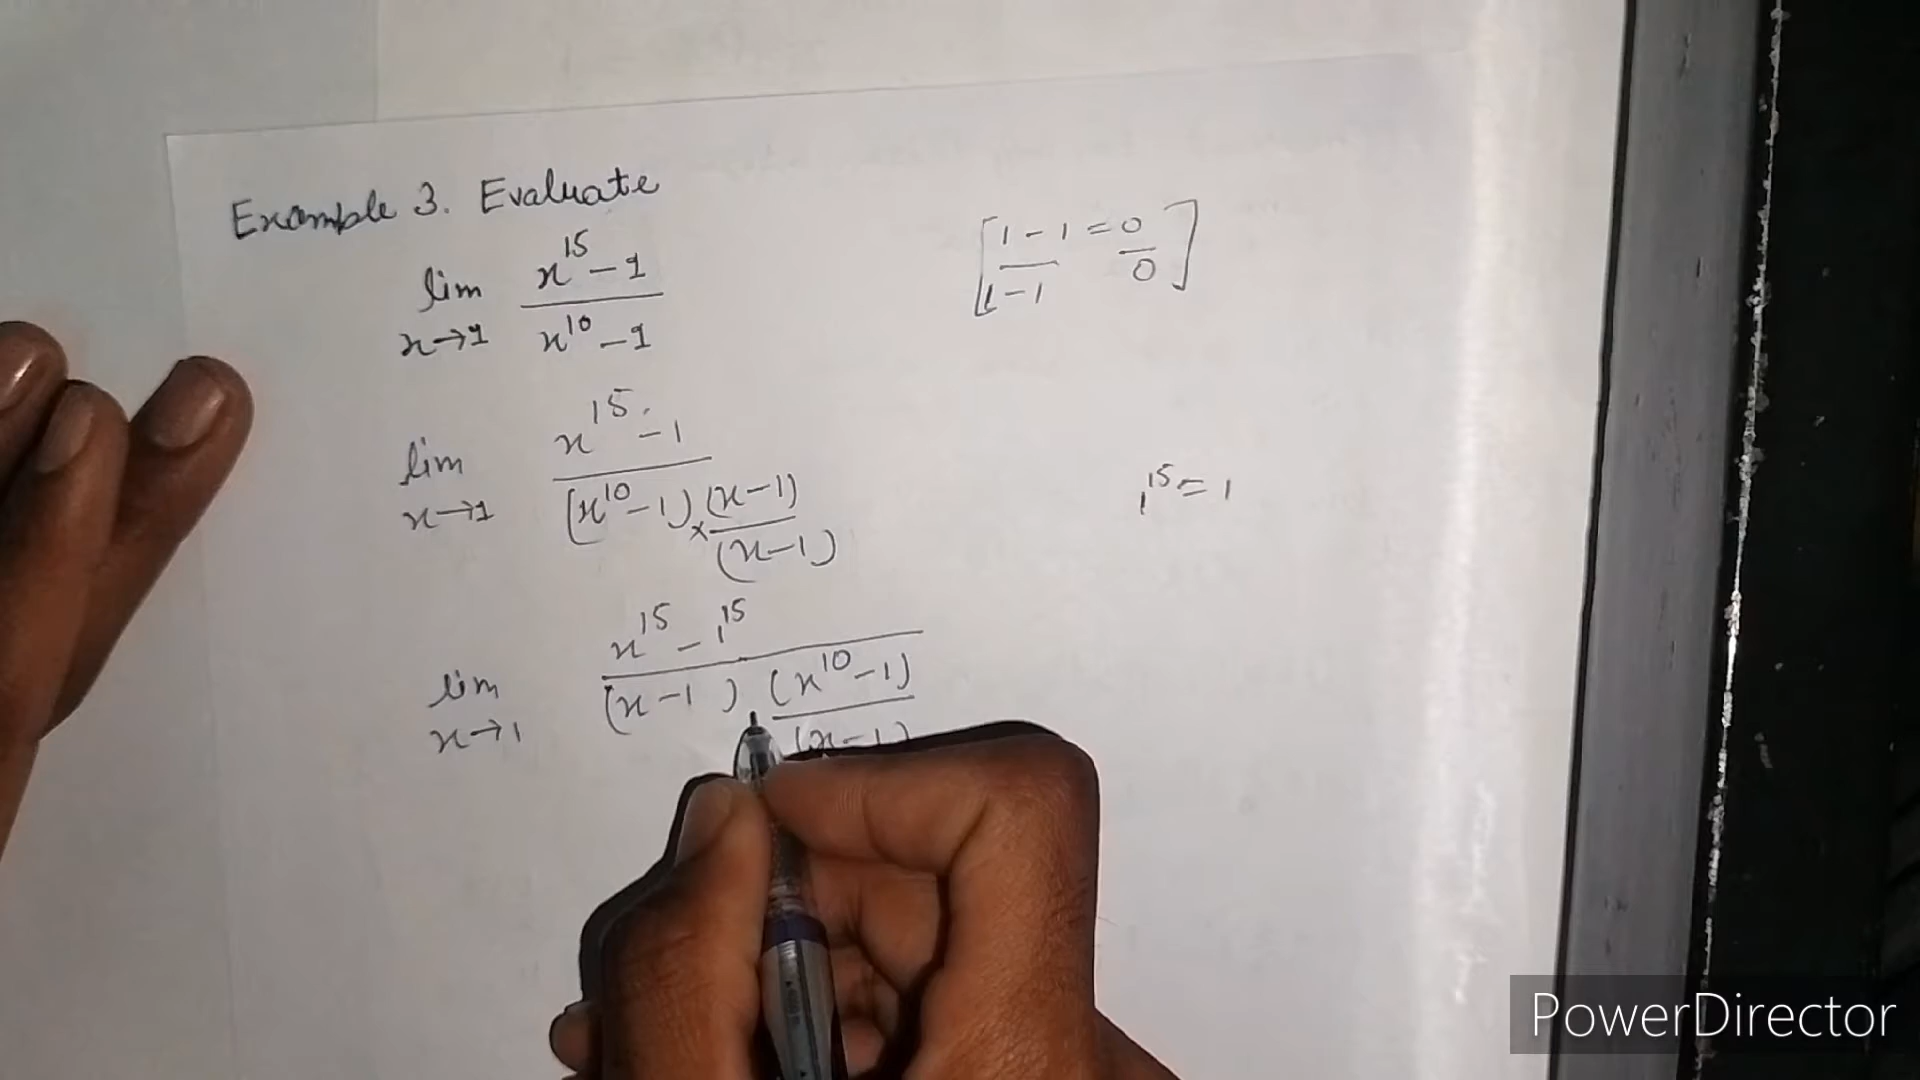 Example 3. Evaluate
lim x→1 (x^15 - 1)/(x^10 - 1)
[(1 - 1)/(1 - 1) = 0/0]
lim x→1 (x^15 - 1)/((x^10 - 1) × (x - 1)/(x - 1))
1^15 = 1
lim x→1 (x^15 - 1^15)/((x - 1) . (x^10 - 1)/(x - 1))
PowerDirector